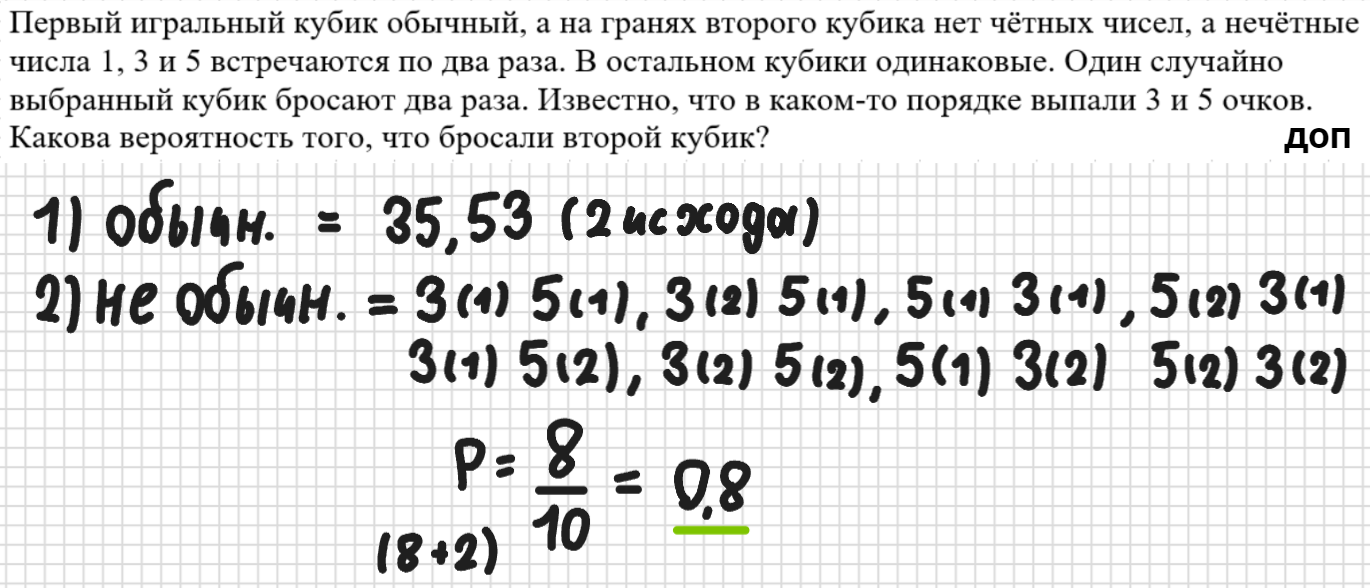 Первый игральный кубик обычный, а на гранях второго кубика нет чётных чисел, а нечётные
числа 1, 3 и 5 встречаются по два раза. В остальном кубики одинаковые. Один случайно
выбранный кубик бросают два раза. Известно, что в каком-то порядке выпали 3 и 5 очков.
Какова вероятность того, что бросали второй кубик?
доп
1) обычн. = 35, 53 (2 исходы)
2) не обычн. = 3(1) 5(1), 3(2) 5(1), 5(1) 3(1), 5(2) 3(1)
3(1) 5(2), 3(2) 5(2), 5(1) 3(2) 5(2) 3(2)
P = 8/10 = 0,8
(8+2)